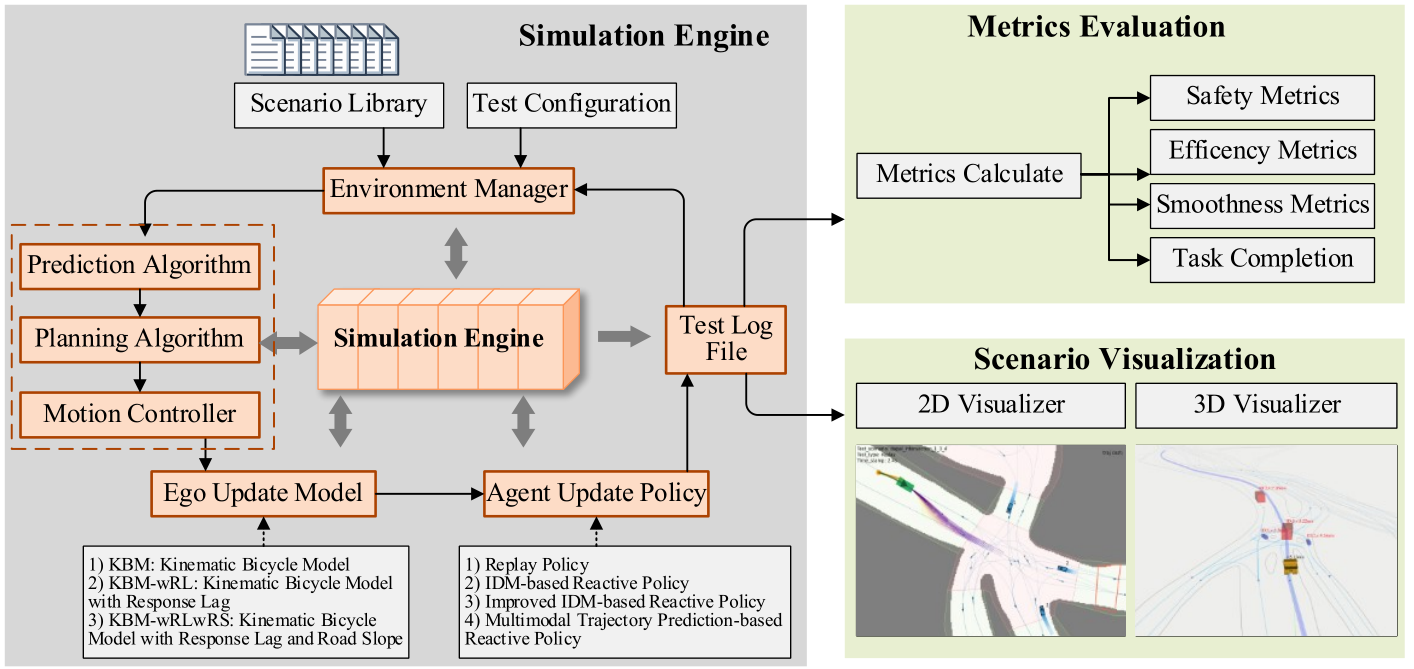 Simulation Engine
Scenario Library
Test Configuration
Environment Manager
Prediction Algorithm
Planning Algorithm
Motion Controller
Simulation Engine
Test Log
File
Ego Update Model
Agent Update Policy
1) KBM: Kinematic Bicycle Model
2) KBM-wRL: Kinematic Bicycle Model
with Response Lag
3) KBM-wRLwRS: Kinematic Bicycle
Model with Response Lag and Road Slope
1) Replay Policy
2) IDM-based Reactive Policy
3) Improved IDM-based Reactive Policy
4) Multimodal Trajectory Prediction-based
Reactive Policy
Metrics Evaluation
Metrics Calculate
Safety Metrics
Efficency Metrics
Smoothness Metrics
Task Completion
Scenario Visualization
2D Visualizer
3D Visualizer